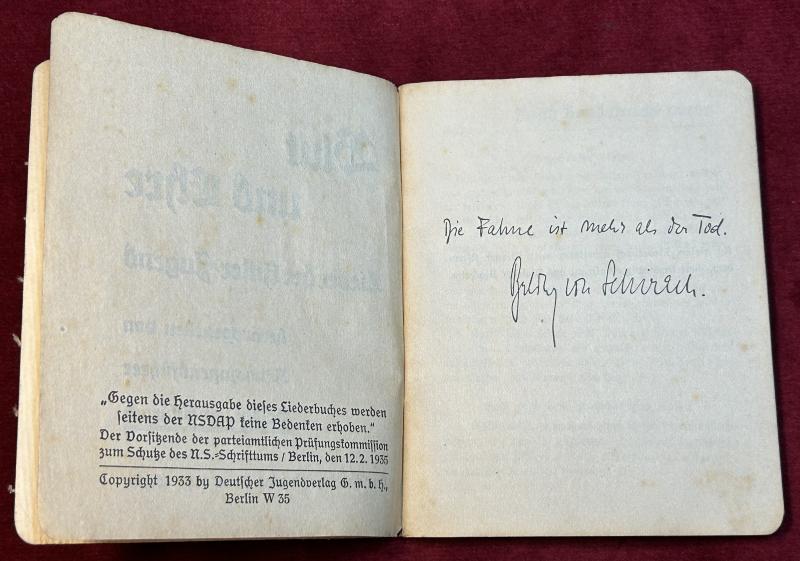 „Gegen die Herausgabe dieses Liederbuches werden
seitens der NSDAP keine Bedenken erhoben.“
Der Vorsitzende der parteiamtlichen Prüfungskommission
zum Schutze des N.S.=Schrifttums / Berlin, den 12.2.1935
Copyright 1933 by Deutscher Jugendverlag G. m. b. H.,
Berlin W 35
Die Fahne ist mehr als der Tod.
Baldur von Schirach.